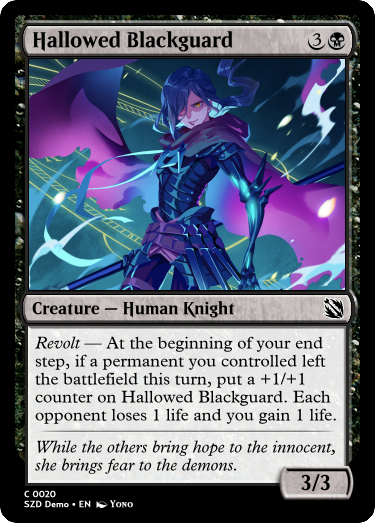 Hallowed Blackguard 3
Creature — Human Knight
Revolt — At the beginning of your end
step, if a permanent you controlled left
the battlefield this turn, put a +1/+1
counter on Hallowed Blackguard. Each
opponent loses 1 life and you gain 1 life.
While the others bring hope to the innocent,
she brings fear to the demons.
3/3
C 0020
SZD Demo • EN Yono